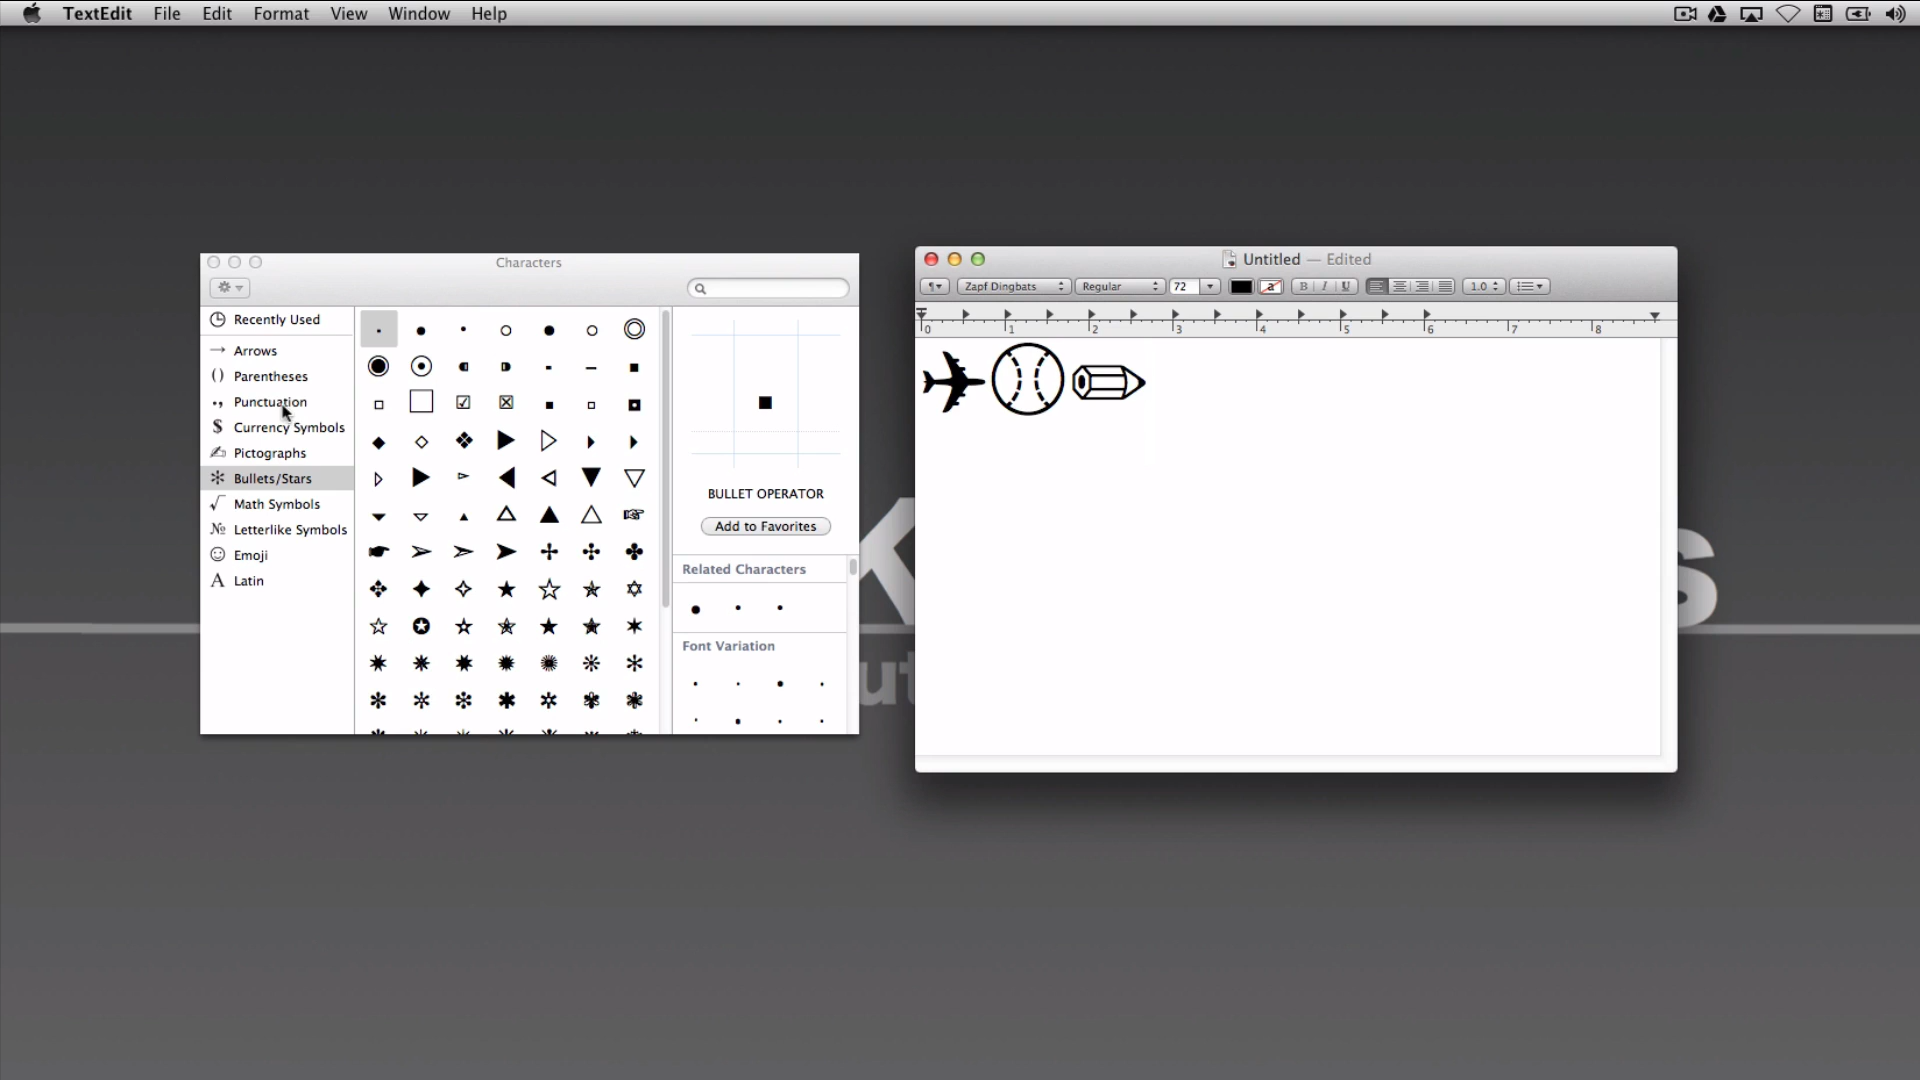 TextEdit File Edit Format View Window Help
Characters
Recently Used
Arrows
Parentheses
Punctuation
Currency Symbols
Pictographs
Bullets/Stars
Math Symbols
Letterlike Symbols
Emoji
Latin
BULLET OPERATOR
Add to Favorites
Related Characters
Font Variation
Untitled — Edited
Zapf Dingbats Regular 72 a B I U 1.0
0 1 2 3 4 5 6 7 8